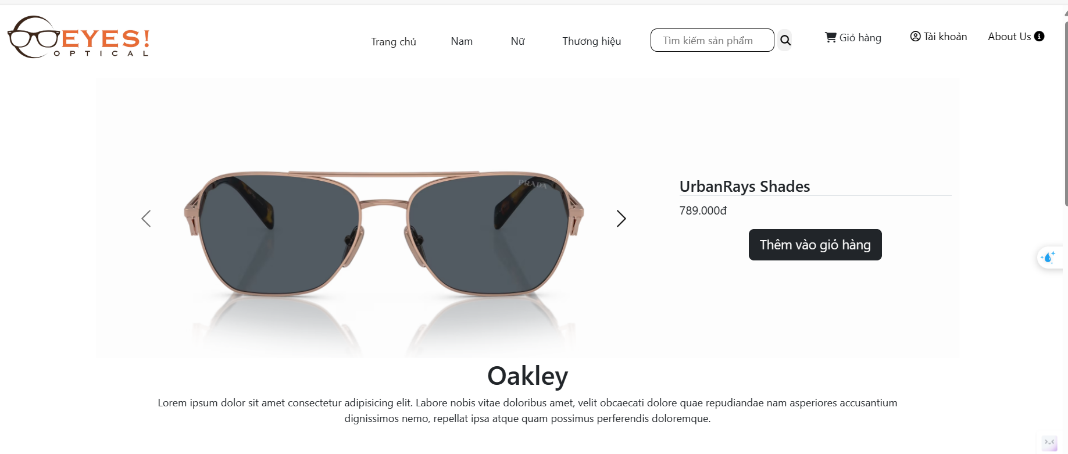 EYES!
OPTICAL
Trang chủ
Nam
Nữ
Thương hiệu
Tìm kiếm sản phẩm
Giỏ hàng
Tài khoản
About Us
PRADA
UrbanRays Shades
789.000đ
Thêm vào giỏ hàng
Oakley
Lorem ipsum dolor sit amet consectetur adipisicing elit. Labore nobis vitae doloribus amet, velit obcaecati dolore quae repudiandae nam asperiores accusantium
dignissimos nemo, repellat ipsa atque quam possimus perferendis doloremque.